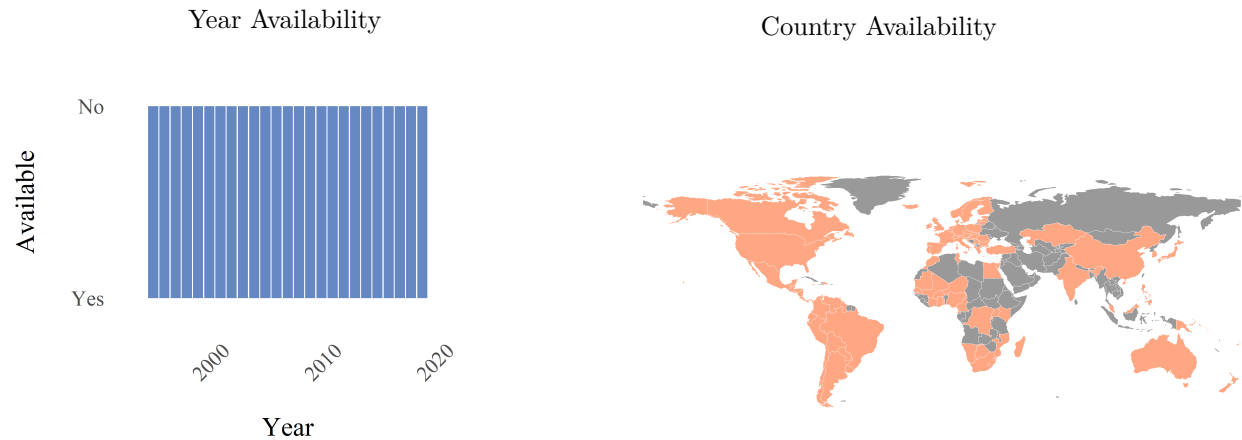 Year Availability
Country Availability
No
Available
Yes
2000
2010
2020
Year